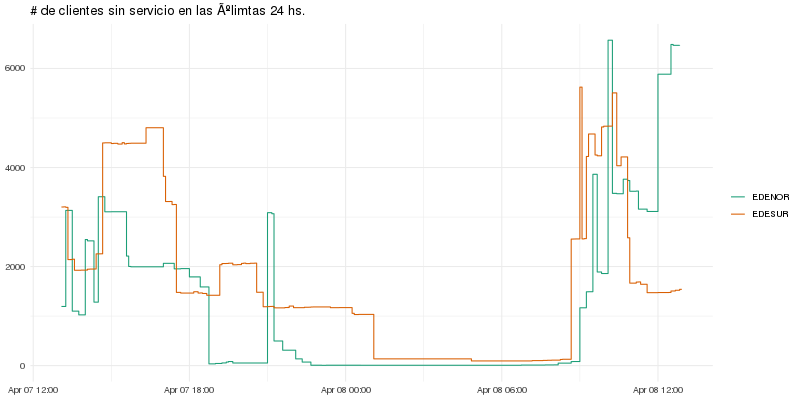 # de clientes sin servicio en las Ãºlimtas 24 hs.
6000
4000
2000
0
Apr 07 12:00
Apr 07 18:00
Apr 08 00:00
Apr 08 06:00
Apr 08 12:00
EDENOR
EDESUR